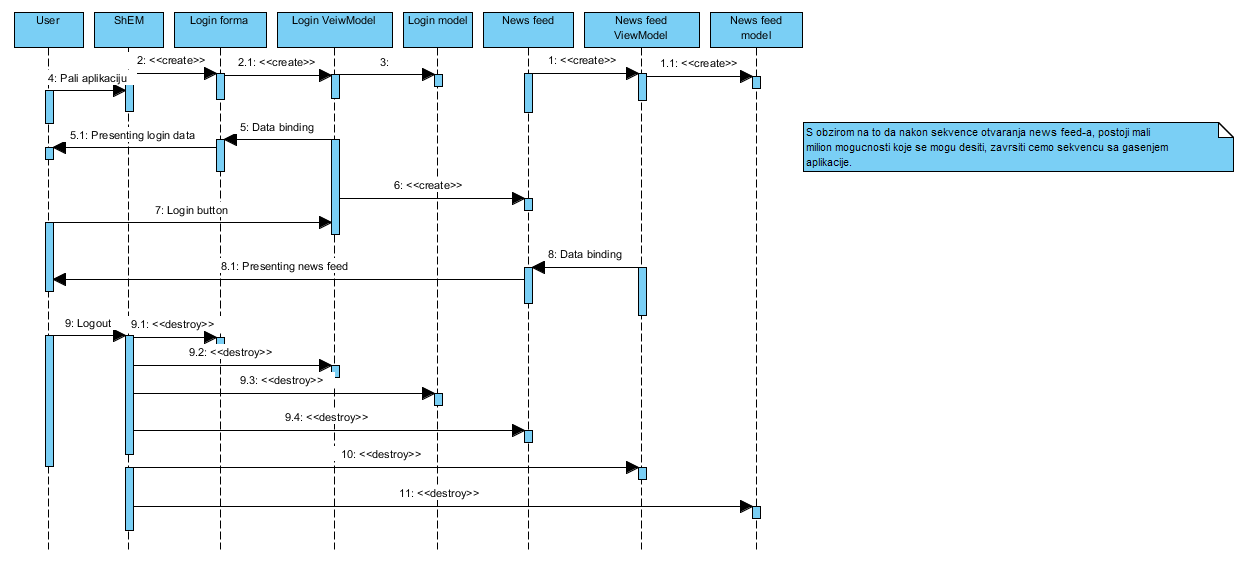 User
ShEM
Login forma
Login VeiwModel
Login model
News feed
News feed
ViewModel
News feed
model
2: <<create>>
2.1: <<create>>
3:
1: <<create>>
1.1: <<create>>
4: Pali aplikaciju
5: Data binding
5.1: Presenting login data
S obzirom na to da nakon sekvence otvaranja news feed-a, postoji mali
milion mogucnosti koje se mogu desiti, zavrsiti cemo sekvencu sa gasenjem
aplikacije.
6: <<create>>
7: Login button
8: Data binding
8.1: Presenting news feed
9: Logout
9.1: <<destroy>>
9.2: <<destroy>>
9.3: <<destroy>>
9.4: <<destroy>>
10: <<destroy>>
11: <<destroy>>